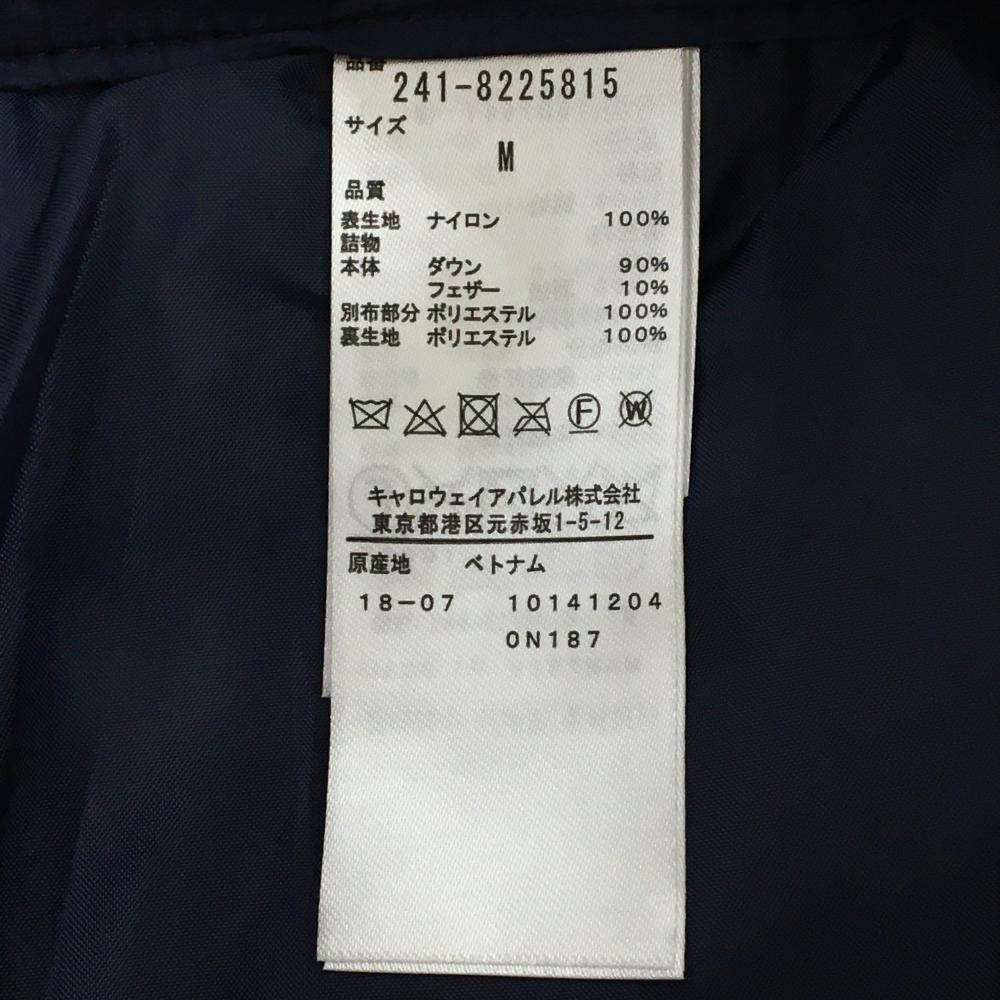 品番
241-8225815
サイズ
M
品質
表生地 ナイロン 100%
詰物
本体 ダウン 90%
フェザー 10%
別布部分 ポリエステル 100%
裏生地 ポリエステル 100%
F W
キャロウェイアパレル株式会社
東京都港区元赤坂1-5-12
原産地 ベトナム
18-07 10141204
0N187